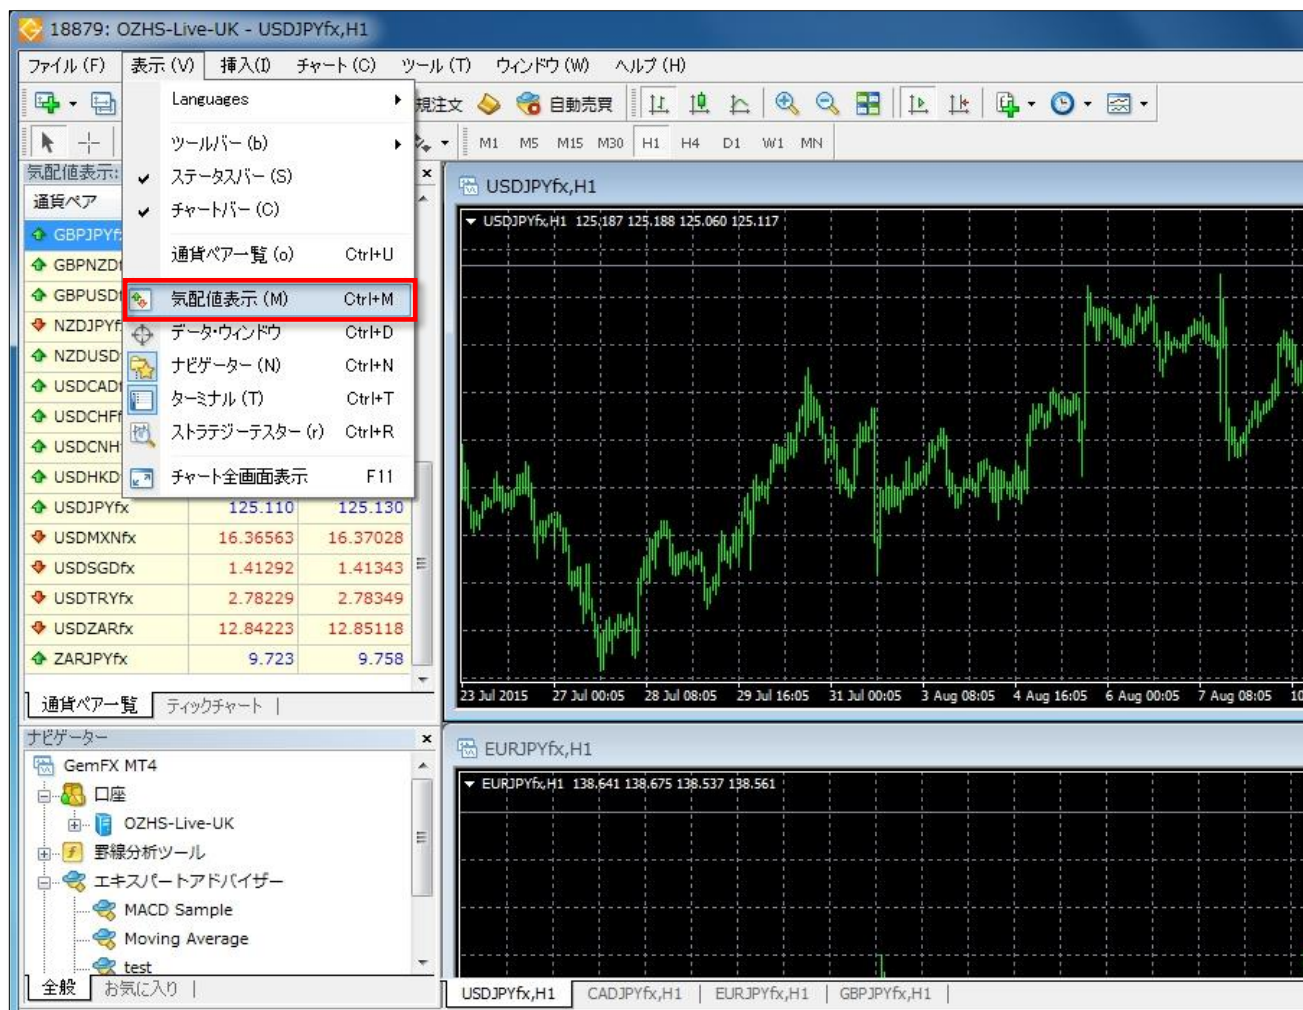 18879: OZHS-Live-UK - USDJPYfx,H1
ファイル (F) 表示 (V) 挿入(I) チャート (C) ツール (T) ウィンドウ (W) ヘルプ (H)
規注文 自動売買
M1 M5 M15 M30 H1 H4 D1 W1 MN
Languages
ツールバー (b)
ステータスバー (S)
チャートバー (C)
通貨ペアー覧 (o) Ctrl+U
気配値表示 (M) Ctrl+M
データ・ウィンドウ Ctrl+D
ナビゲーター (N) Ctrl+N
ターミナル (T) Ctrl+T
ストラテジーテスター (r) Ctrl+R
チャート全画面表示 F11
気配値表示:
通貨ペア
GBPJPYf
GBPNZD
GBPUSD
NZDJPYf
NZDUSD
USDCAD
USDCHF
USDCNH
USDHKD
USDJPYfx 125.110 125.130
USDMXNfx 16.36563 16.37028
USDSGDfx 1.41292 1.41343
USDTRYfx 2.78229 2.78349
USDZARfx 12.84223 12.85118
ZARJPYfx 9.723 9.758
通貨ペアー覧 ティックチャート
ナビゲーター
GemFX MT4
口座
OZHS-Live-UK
罫線分析ツール
エキスパートアドバイザー
MACD Sample
Moving Average
test
全般 お気に入り
USDJPYfx,H1
USDJPYfx,H1 125.187 125.188 125.060 125.117
23 Jul 2015 27 Jul 00:05 28 Jul 08:05 29 Jul 16:05 31 Jul 00:05 3 Aug 08:05 4 Aug 16:05 6 Aug 00:05 7 Aug 08:05 10
EURJPYfx,H1
EURJPYfx,H1 138.641 138.675 138.537 138.561
USDJPYfx,H1 CADJPYfx,H1 EURJPYfx,H1 GBPJPYfx,H1